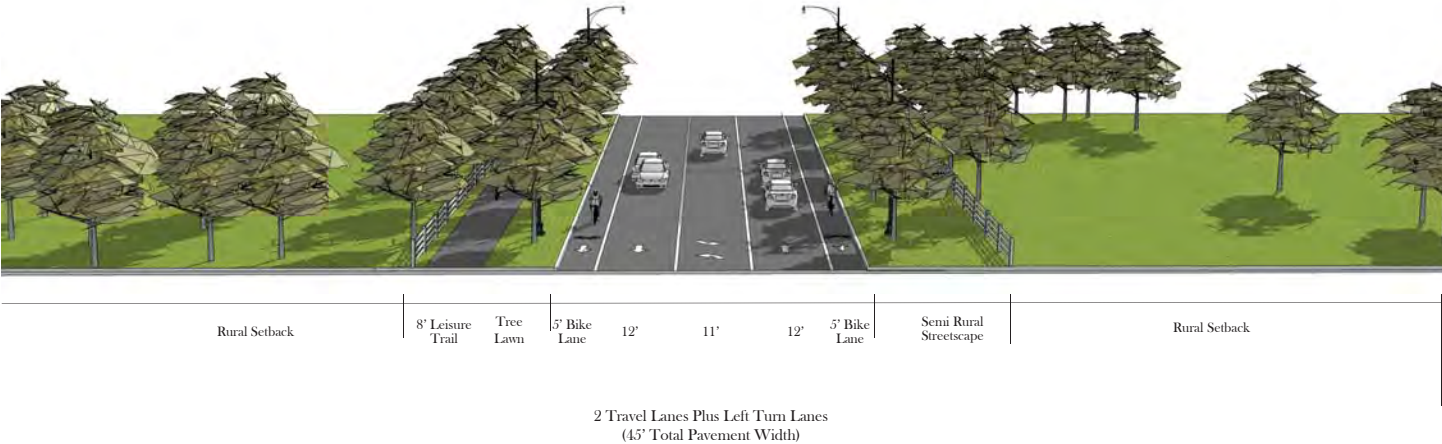 Rural Setback
8’ Leisure
Trail
Tree
Lawn
5’ Bike
Lane
12’
11’
12’
5’ Bike
Lane
Semi Rural
Streetscape
Rural Setback
2 Travel Lanes Plus Left Turn Lanes
(45’ Total Pavement Width)